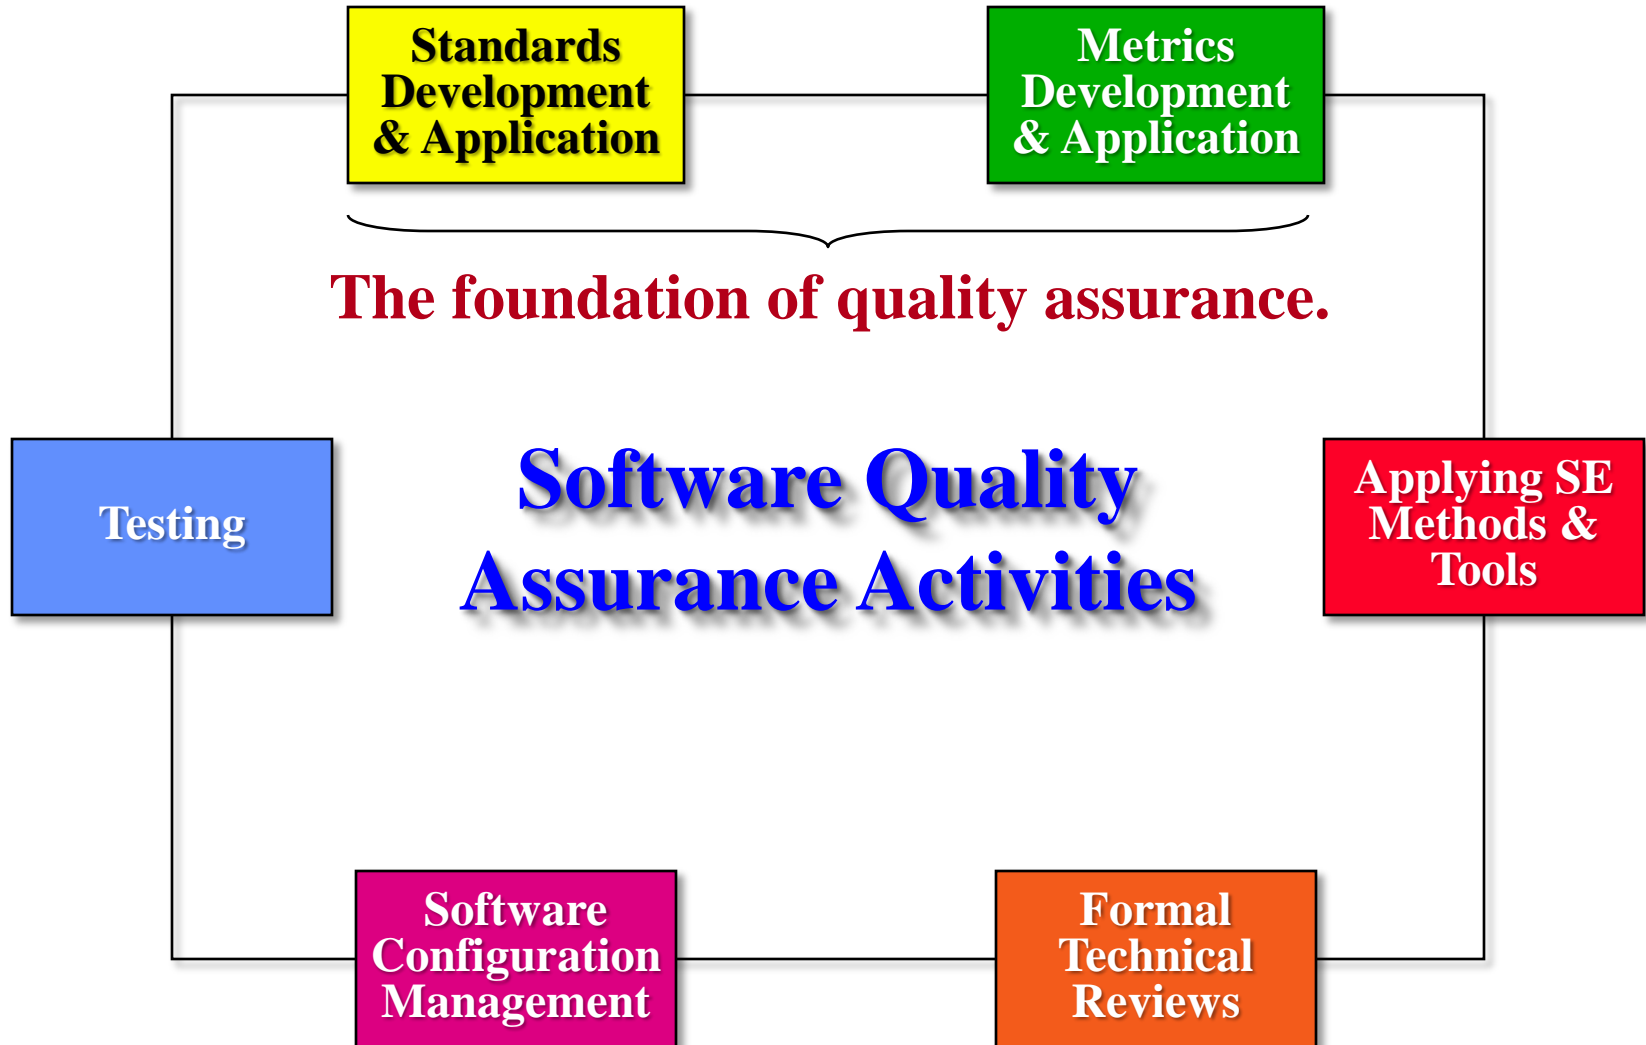 Standards
Development
& Application
Metrics
Development
& Application
The foundation of quality assurance.
Testing
Software Quality
Assurance Activities
Applying SE
Methods &
Tools
Software
Configuration
Management
Formal
Technical
Reviews